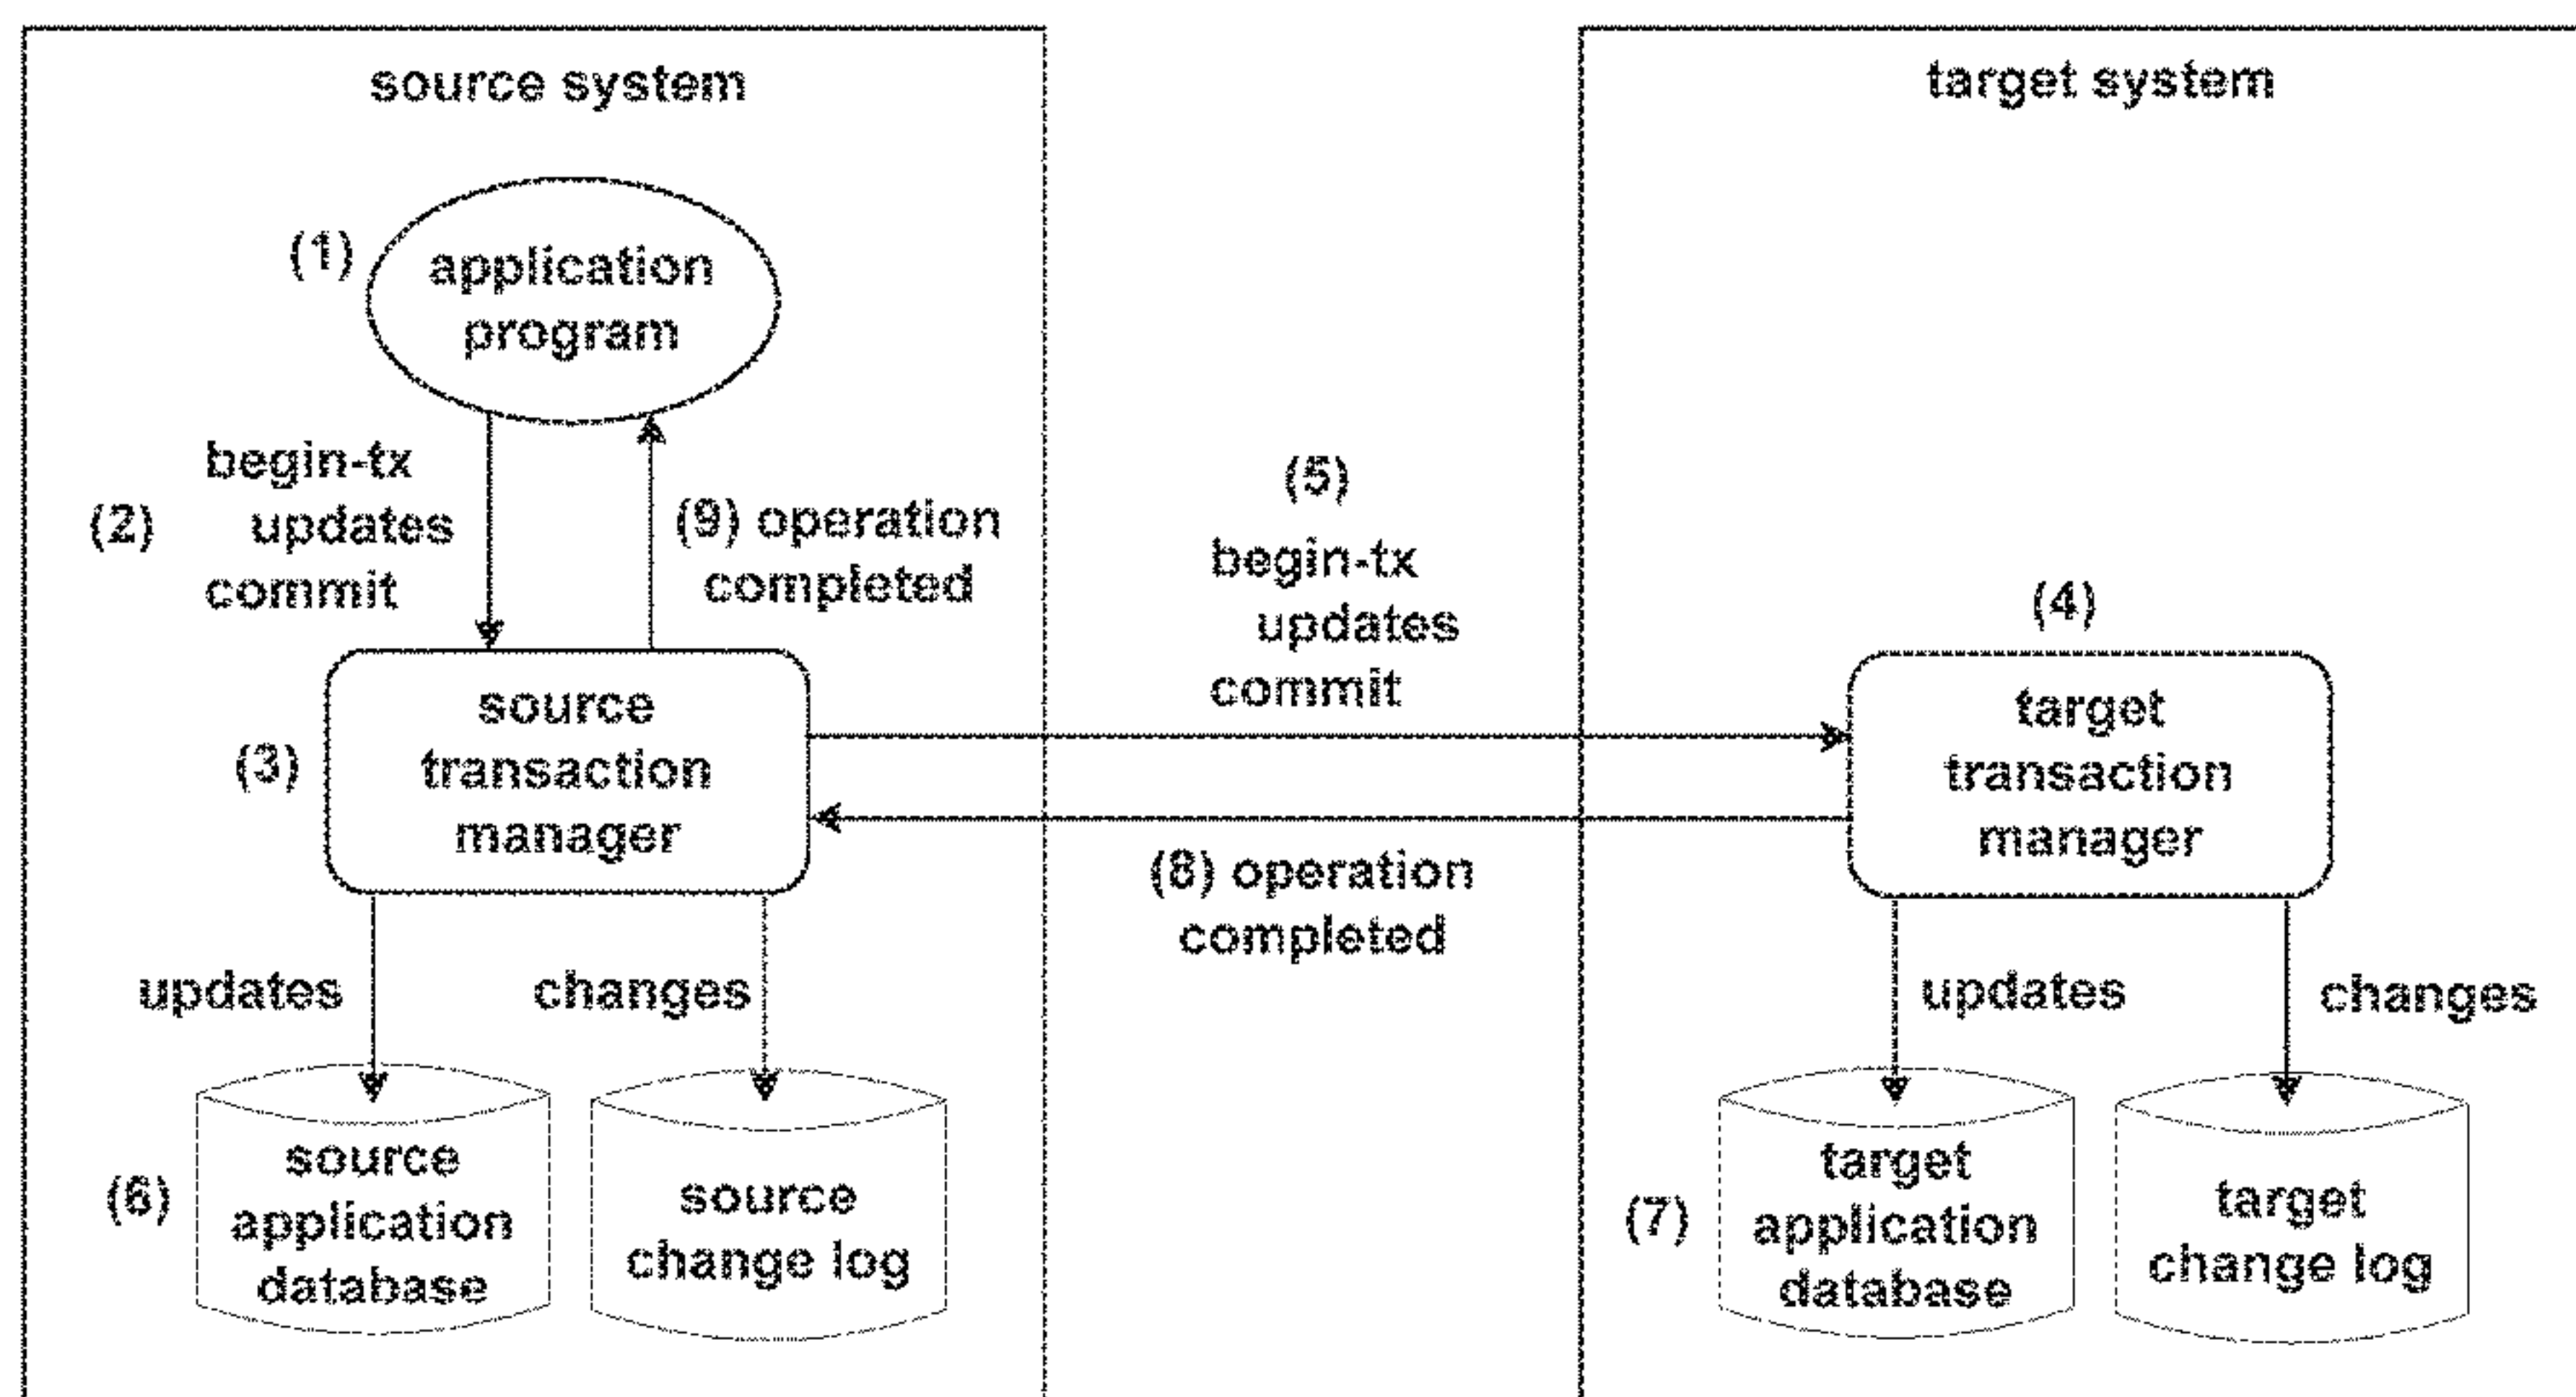 source system
(1)
application
program
(2)
begin-tx
updates
commit
(9) operation
completed
(3)
source
transaction
manager
updates
changes
(6)
source
application
database
source
change log
(5)
begin-tx
updates
commit
(8) operation
completed
target system
(4)
target
transaction
manager
updates
changes
(7)
target
application
database
target
change log